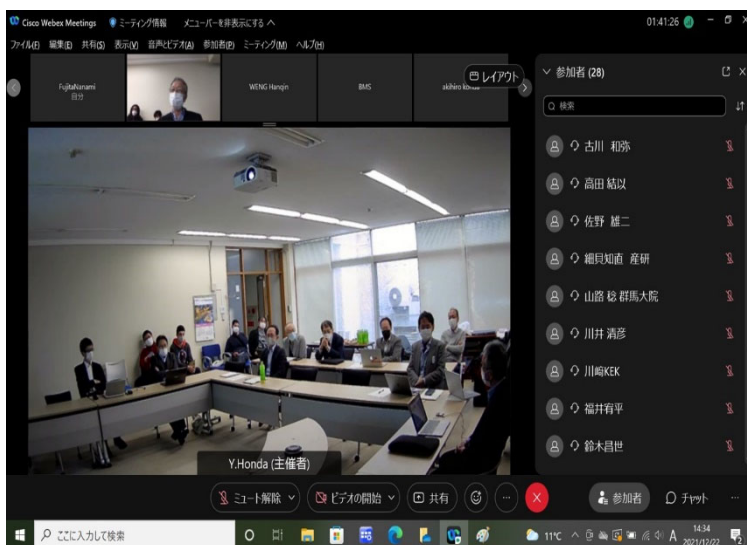 Cisco Webex Meetings ミーティング情報 メニューバーを非表示にする 01:41:26
ファイル(F) 編集(E) 共有(S) 表示(V) 音声とビデオ(A) 参加者(P) ミーティング(M) ヘルプ(H)
FujitaNanami
自分
WENG Hanqin
BMS
akihiro
レイアウト
参加者 (28)
検索
古川 和弥
高田 結以
佐野 雄二
細貝知直 産研
山路 稔 群馬大院
川井 清彦
川﨑KEK
福井宥平
鈴木昌世
Y.Honda (主催者)
ミュート解除 ビデオの開始 共有 参加者 チャット
ここに入力して検索
11°C A 14:34
2021/12/22